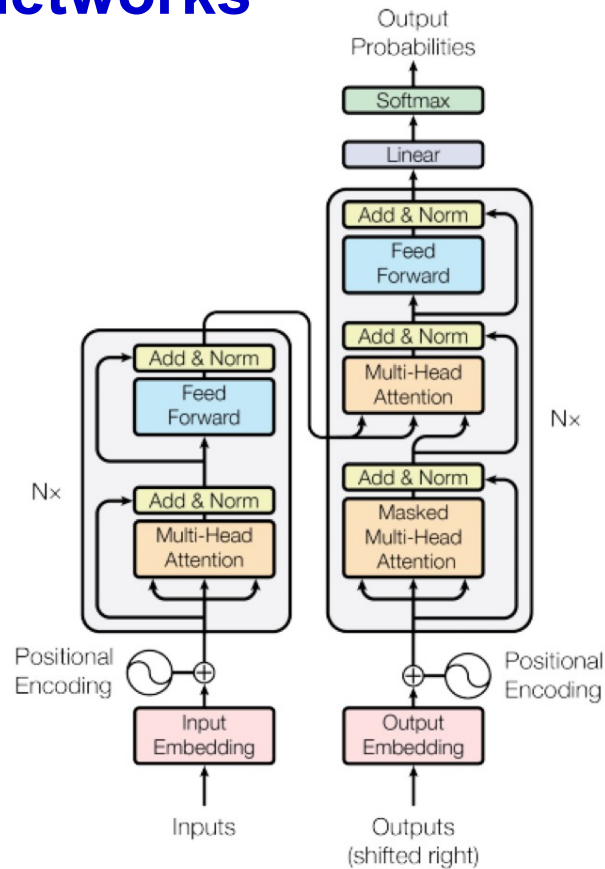 networks
Output
Probabilities
Softmax
Linear
Add & Norm
Feed
Forward
Add & Norm
Multi-Head
Attention
Nx
Add & Norm
Masked
Multi-Head
Attention
Positional
Encoding
Output
Embedding
Outputs
(shifted right)
Add & Norm
Feed
Forward
Nx
Add & Norm
Multi-Head
Attention
Positional
Encoding
Input
Embedding
Inputs